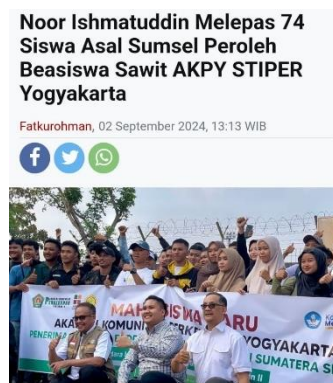 Noor Ishmatuddin Melepas 74
Siswa Asal Sumsel Peroleh
Beasiswa Sawit AKPY STIPER
Yogyakarta
Fatkurohman, 02 September 2024, 13:13 WIB
MAHASISWA BARU
YOGYAKARTA
SUMATERA